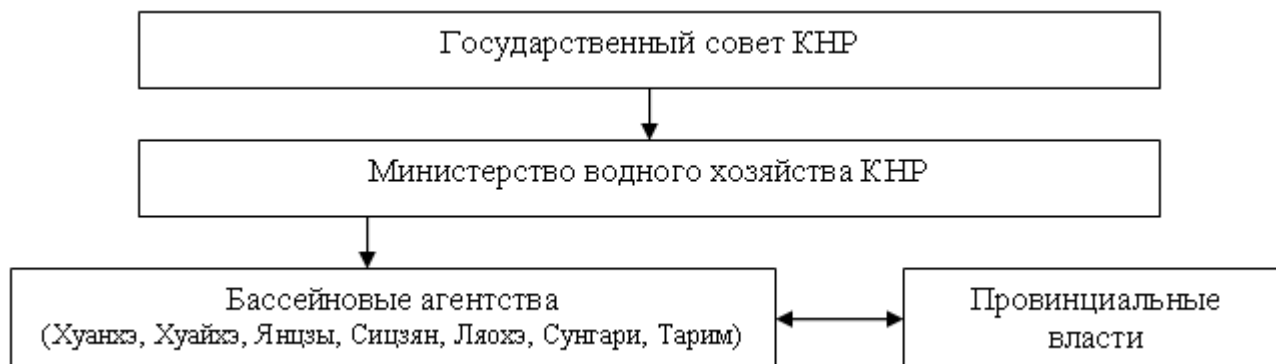 Государственный совет КНР
Министерство водного хозяйства КНР
Бассейновые агентства
(Хуанхэ, Хуайхэ, Янцзы, Сицзян, Ляохэ, Сунгари, Тарим)
Провинциальные
власти